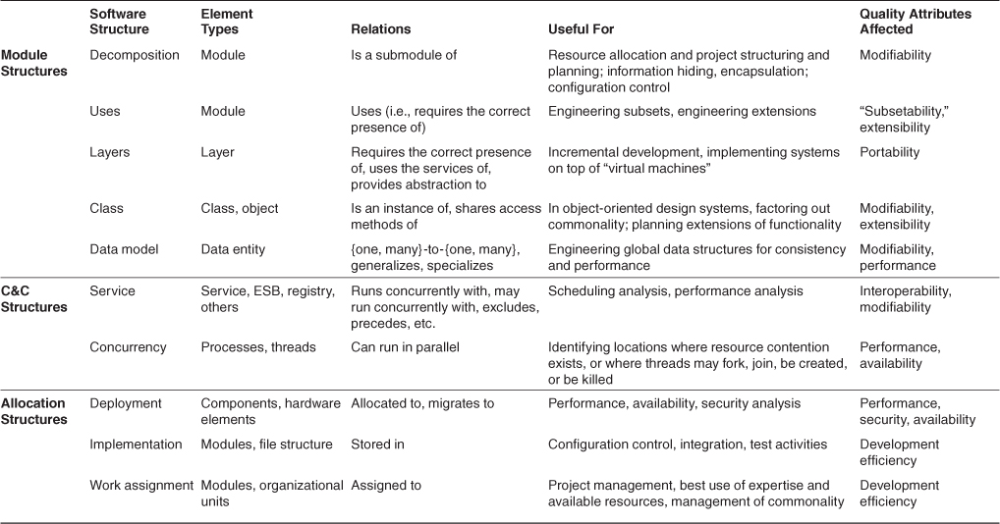 Software Structure Element Types Relations Useful For Quality Attributes Affected
Module Structures Decomposition Module Is a submodule of Resource allocation and project structuring and
planning; information hiding, encapsulation;
configuration control Modifiability
Uses Module Uses (i.e., requires the correct
presence of) Engineering subsets, engineering extensions “Subsetability,”
extensibility
Layers Layer Requires the correct presence
of, uses the services of,
provides abstraction to Incremental development, implementing systems
on top of “virtual machines” Portability
Class Class, object Is an instance of, shares access
methods of In object-oriented design systems, factoring out
commonality; planning extensions of functionality Modifiability,
extensibility
Data model Data entity {one, many}-to-{one, many},
generalizes, specializes Engineering global data structures for consistency
and performance Modifiability,
performance
C&C Structures Service Service, ESB, registry,
others Runs concurrently with, may
run concurrently with, excludes,
precedes, etc. Scheduling analysis, performance analysis Interoperability,
modifiability
Concurrency Processes, threads Can run in parallel Identifying locations where resource contention
exists, or where threads may fork, join, be created,
or be killed Performance,
availability
Allocation Structures Deployment Components, hardware
elements Allocated to, migrates to Performance, availability, security analysis Performance,
security, availability
Implementation Modules, file structure Stored in Configuration control, integration, test activities Development
efficiency
Work assignment Modules, organizational
units Assigned to Project management, best use of expertise and
available resources, management of commonality Development
efficiency